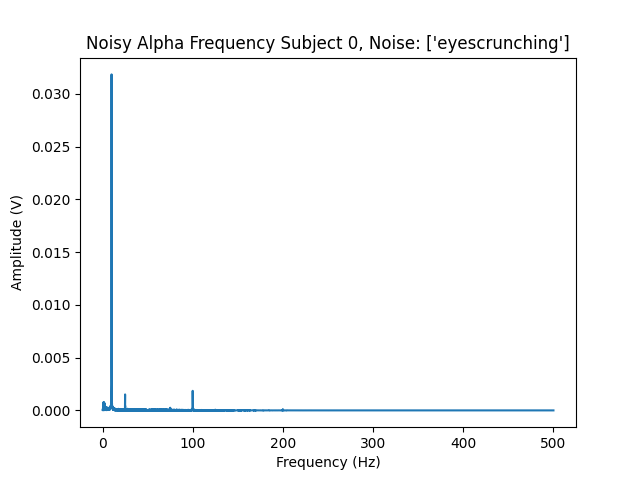 Noisy Alpha Frequency Subject 0, Noise: ['eyescrunching']
0.030
0.025
0.020
0.015
0.010
0.005
0.000
Amplitude (V)
0 100 200 300 400 500
Frequency (Hz)